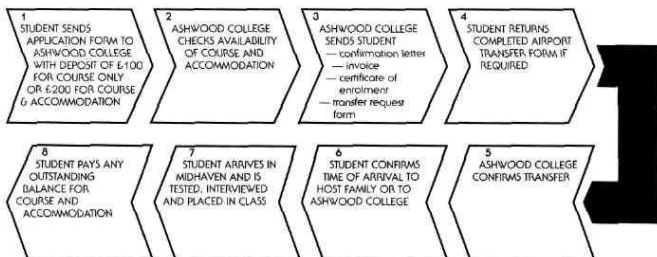 1
STUDENT SENDS
APPLICATION FORM TO
ASHWOOD COLLEGE
WITH DEPOSIT OF £100
FOR COURSE ONLY
OR £200 FOR COURSE
& ACCOMMODATION
2
ASHWOOD COLLEGE
CHECKS AVAILABILITY
OF COURSE AND
ACCOMMODATION
3
ASHWOOD COLLEGE
SENDS STUDENT
— confirmation letter
— invoice
— certificate of
enrolment
— transfer request
form
4
STUDENT RETURNS
COMPLETED AIRPORT
TRANSFER FORM IF
REQUIRED
8
STUDENT PAYS ANY
OUTSTANDING
BALANCE FOR
COURSE AND
ACCOMMODATION
7
STUDENT ARRIVES IN
MIDHAVEN AND IS
TESTED, INTERVIEWED
AND PLACED IN CLASS
6
STUDENT CONFIRMS
TIME OF ARRIVAL TO
HOST FAMILY OR TO
ASHWOOD COLLEGE
5
ASHWOOD COLLEGE
CONFIRMS TRANSFER